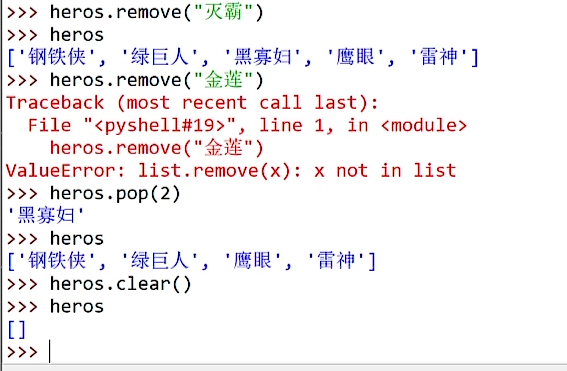 >>> heros.remove("灭霸")
>>> heros
['钢铁侠', '绿巨人', '黑寡妇', '鹰眼', '雷神']
>>> heros.remove("金莲")
Traceback (most recent call last):
  File "<pyshell#19>", line 1, in <module>
    heros.remove("金莲")
ValueError: list.remove(x): x not in list
>>> heros.pop(2)
'黑寡妇'
>>> heros
['钢铁侠', '绿巨人', '鹰眼', '雷神']
>>> heros.clear()
>>> heros
[]
>>>